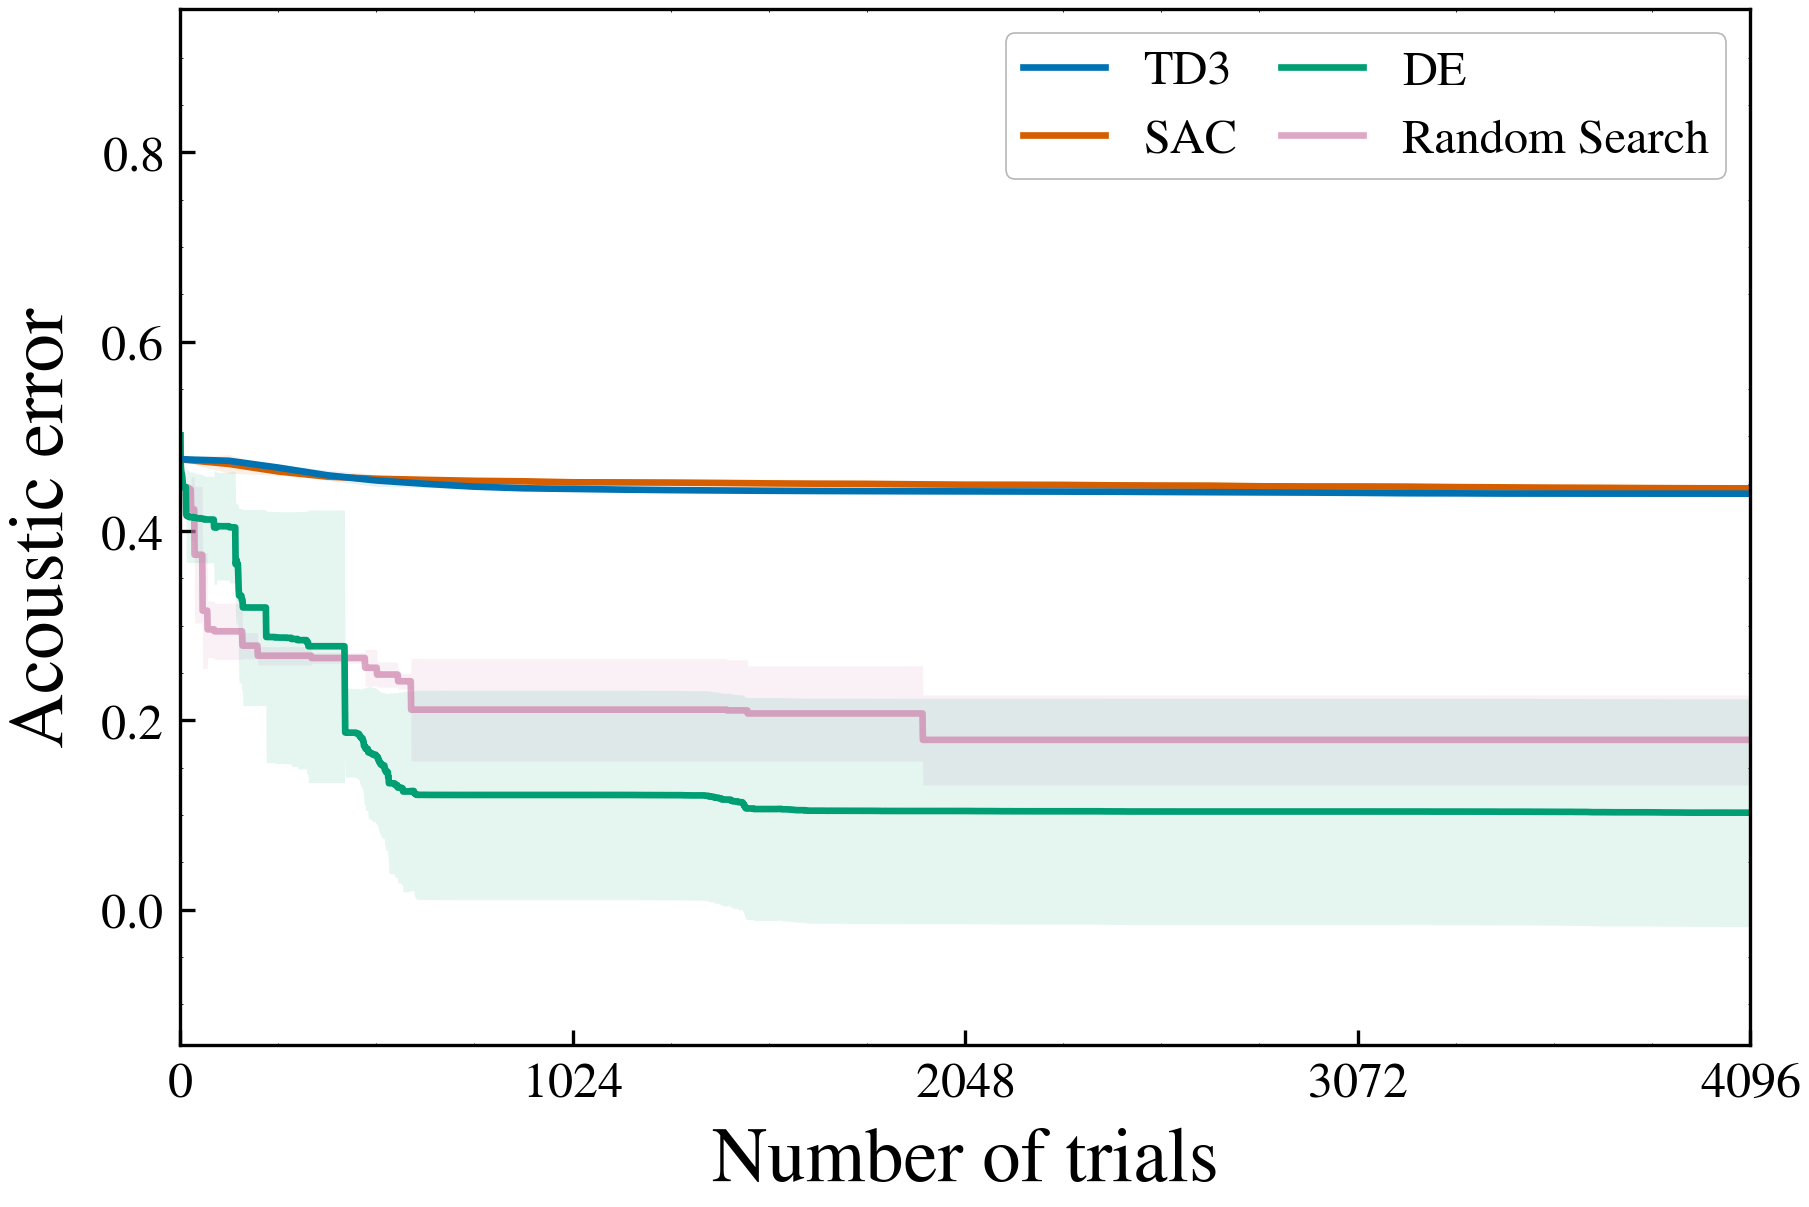 TD3
SAC
DE
Random Search
Acoustic error
0.8
0.6
0.4
0.2
0.0
0
1024
2048
3072
4096
Number of trials